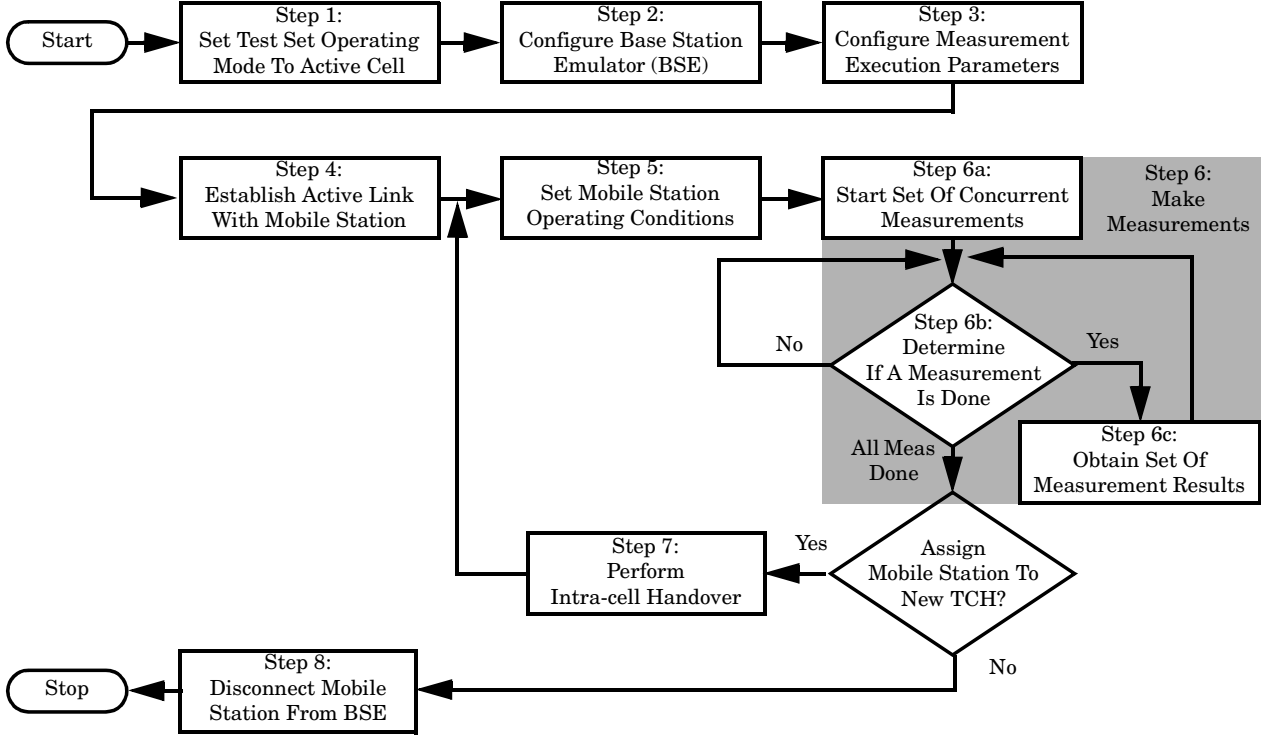 Start
Step 1:
Set Test Set Operating
Mode To Active Cell
Step 2:
Configure Base Station
Emulator (BSE)
Step 3:
Configure Measurement
Execution Parameters
Step 4:
Establish Active Link
With Mobile Station
Step 5:
Set Mobile Station
Operating Conditions
Step 6a:
Start Set Of Concurrent
Measurements
Step 6:
Make
Measurements
Step 6b:
Determine
If A Measurement
Is Done
No
Yes
Step 6c:
Obtain Set Of
Measurement Results
All Meas
Done
Assign
Mobile Station To
New TCH?
Yes
Step 7:
Perform
Intra-cell Handover
No
Step 8:
Disconnect Mobile
Station From BSE
Stop